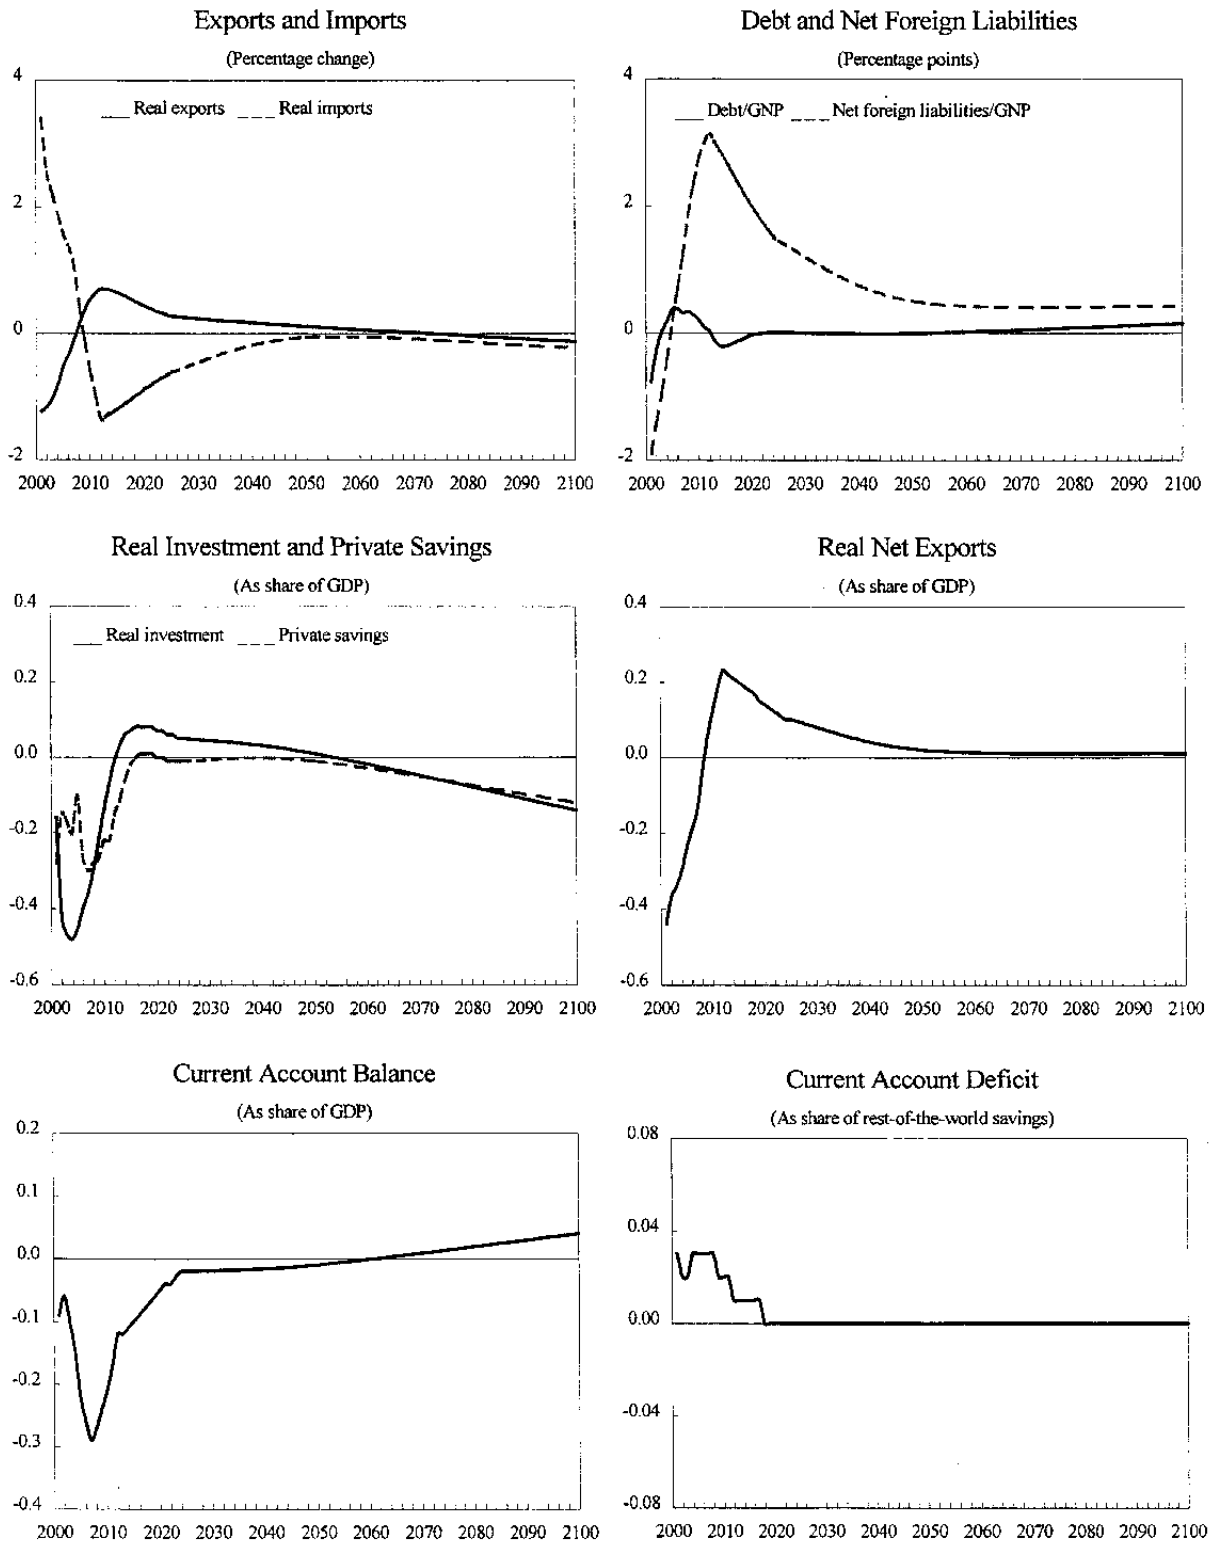 Exports and Imports
(Percentage change)
4
Real exports
Real imports
2
0
-2
2000 2010 2020 2030 2040 2050 2060 2070 2080 2090 2100
Debt and Net Foreign Liabilities
(Percentage points)
4
Debt/GNP
Net foreign liabilities/GNP
2
0
-2
2000 2010 2020 2030 2040 2050 2060 2070 2080 2090 2100
Real Investment and Private Savings
(As share of GDP)
0.6
Real investment
Private savings
0.2
0.0
-0.2
-0.4
-0.6
2000 2010 2020 2030 2040 2050 2060 2070 2080 2090 2100
Real Net Exports
(As share of GDP)
0.4
0.2
0.0
-0.2
-0.4
-0.6
2000 2010 2020 2030 2040 2050 2060 2070 2080 2090 2100
Current Account Balance
(As share of GDP)
0.2
0.1
0.0
-0.1
-0.2
-0.3
-0.4
2000 2010 2020 2040 2040 2050 2060 2070 2080 2090 2100
Current Account Deficit
(As share of rest-of-the-world savings)
0.08
0.04
0.00
-0.04
-0.08
2000 2010 2020 2030 2040 2050 2060 2070 2080 2090 2100